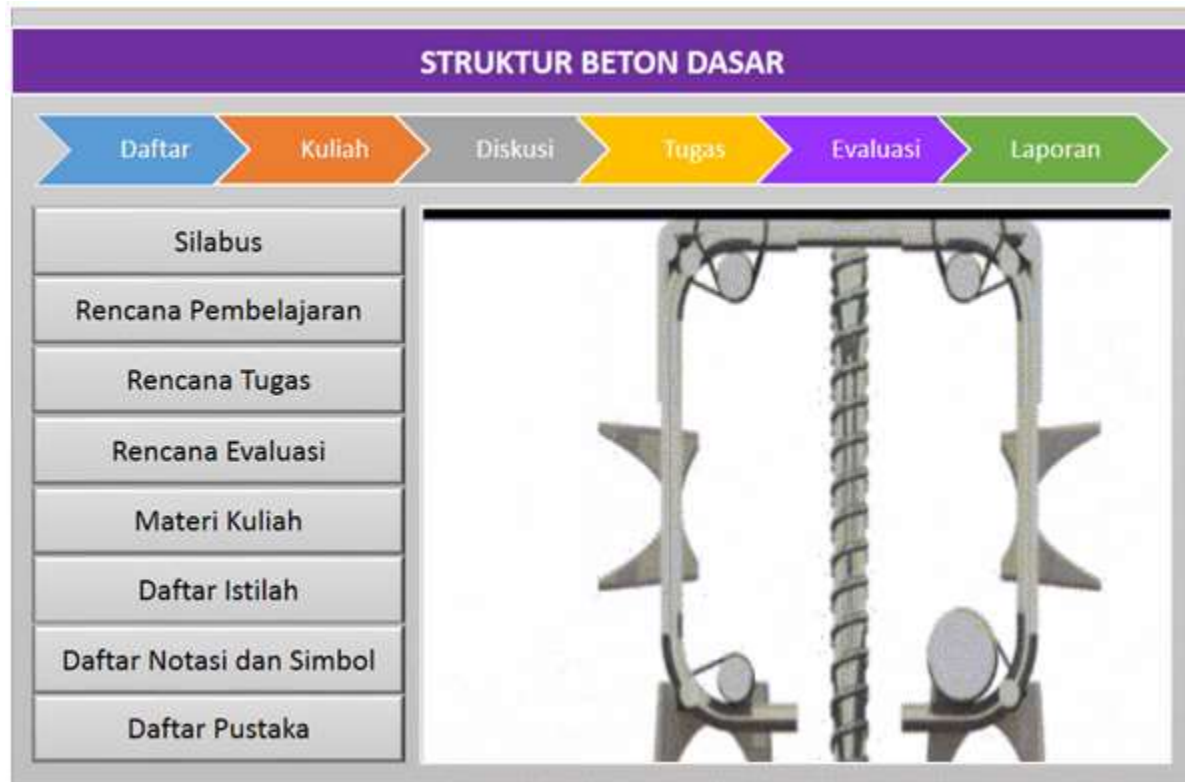 STRUKTUR BETON DASAR
Daftar
Kuliah
Diskusi
Tugas
Evaluasi
Laporan
Silabus
Rencana Pembelajaran
Rencana Tugas
Rencana Evaluasi
Materi Kuliah
Daftar Istilah
Daftar Notasi dan Simbol
Daftar Pustaka